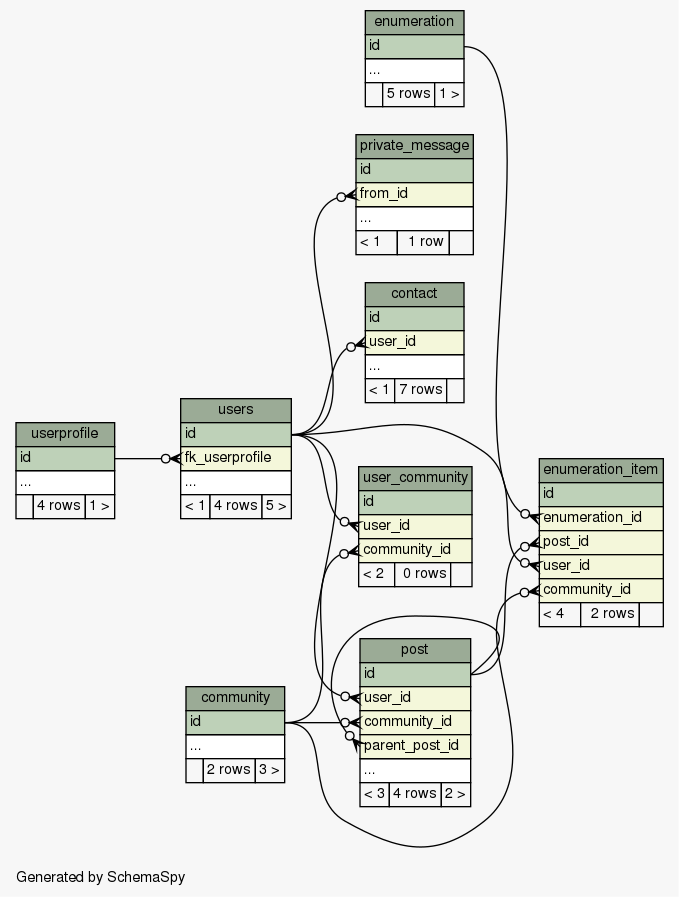 enumeration
id
...
5 rows 1 >
private_message
id
from_id
...
< 1 1 row
contact
id
user_id
...
< 1 7 rows
userprofile
id
...
4 rows 1 >
users
id
fk_userprofile
...
< 1 4 rows 5 >
user_community
id
user_id
community_id
< 2 0 rows
enumeration_item
id
enumeration_id
post_id
user_id
community_id
< 4 2 rows
post
id
user_id
community_id
parent_post_id
...
< 3 4 rows 2 >
community
id
...
2 rows 3 >
Generated by SchemaSpy